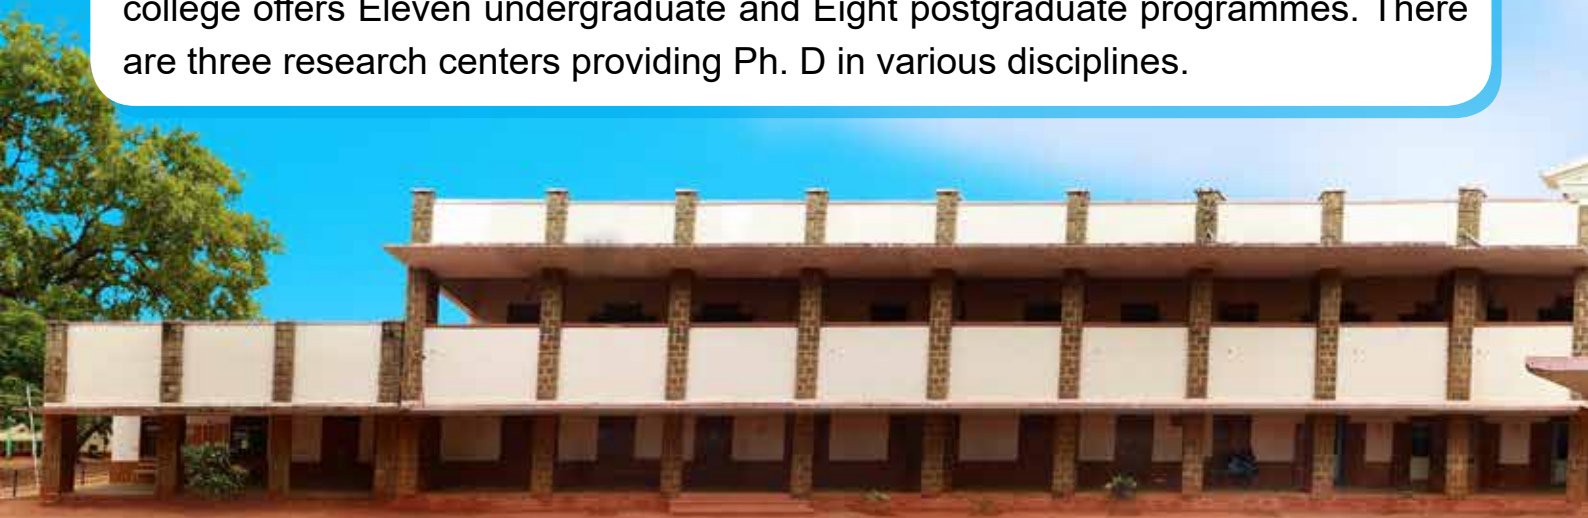 college offers Eleven undergraduate and Eight postgraduate programmes. There
are three research centers providing Ph. D in various disciplines.